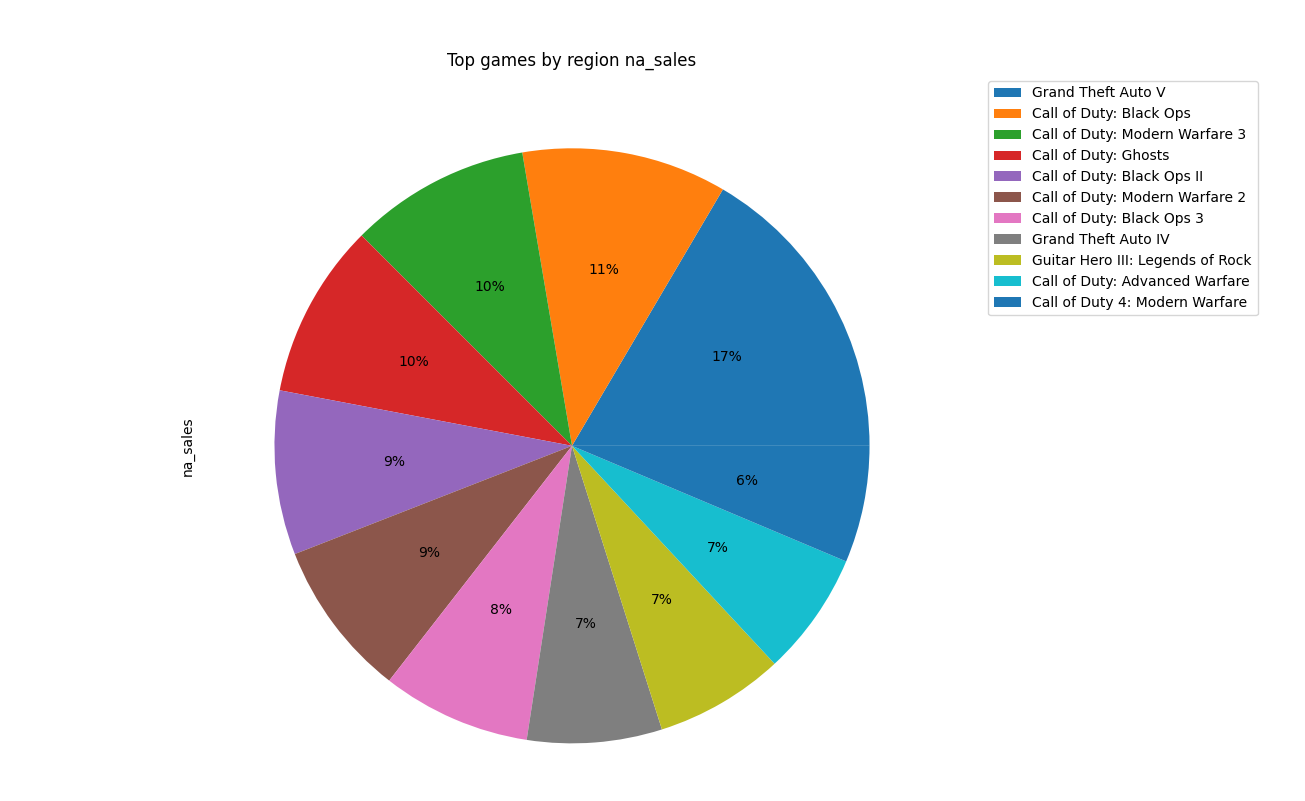 Top games by region na_sales
Grand Theft Auto V
Call of Duty: Black Ops
Call of Duty: Modern Warfare 3
Call of Duty: Ghosts
Call of Duty: Black Ops II
Call of Duty: Modern Warfare 2
Call of Duty: Black Ops 3
Grand Theft Auto IV
Guitar Hero III: Legends of Rock
Call of Duty: Advanced Warfare
Call of Duty 4: Modern Warfare
17%
11%
10%
10%
9%
9%
8%
7%
7%
7%
6%
na_sales